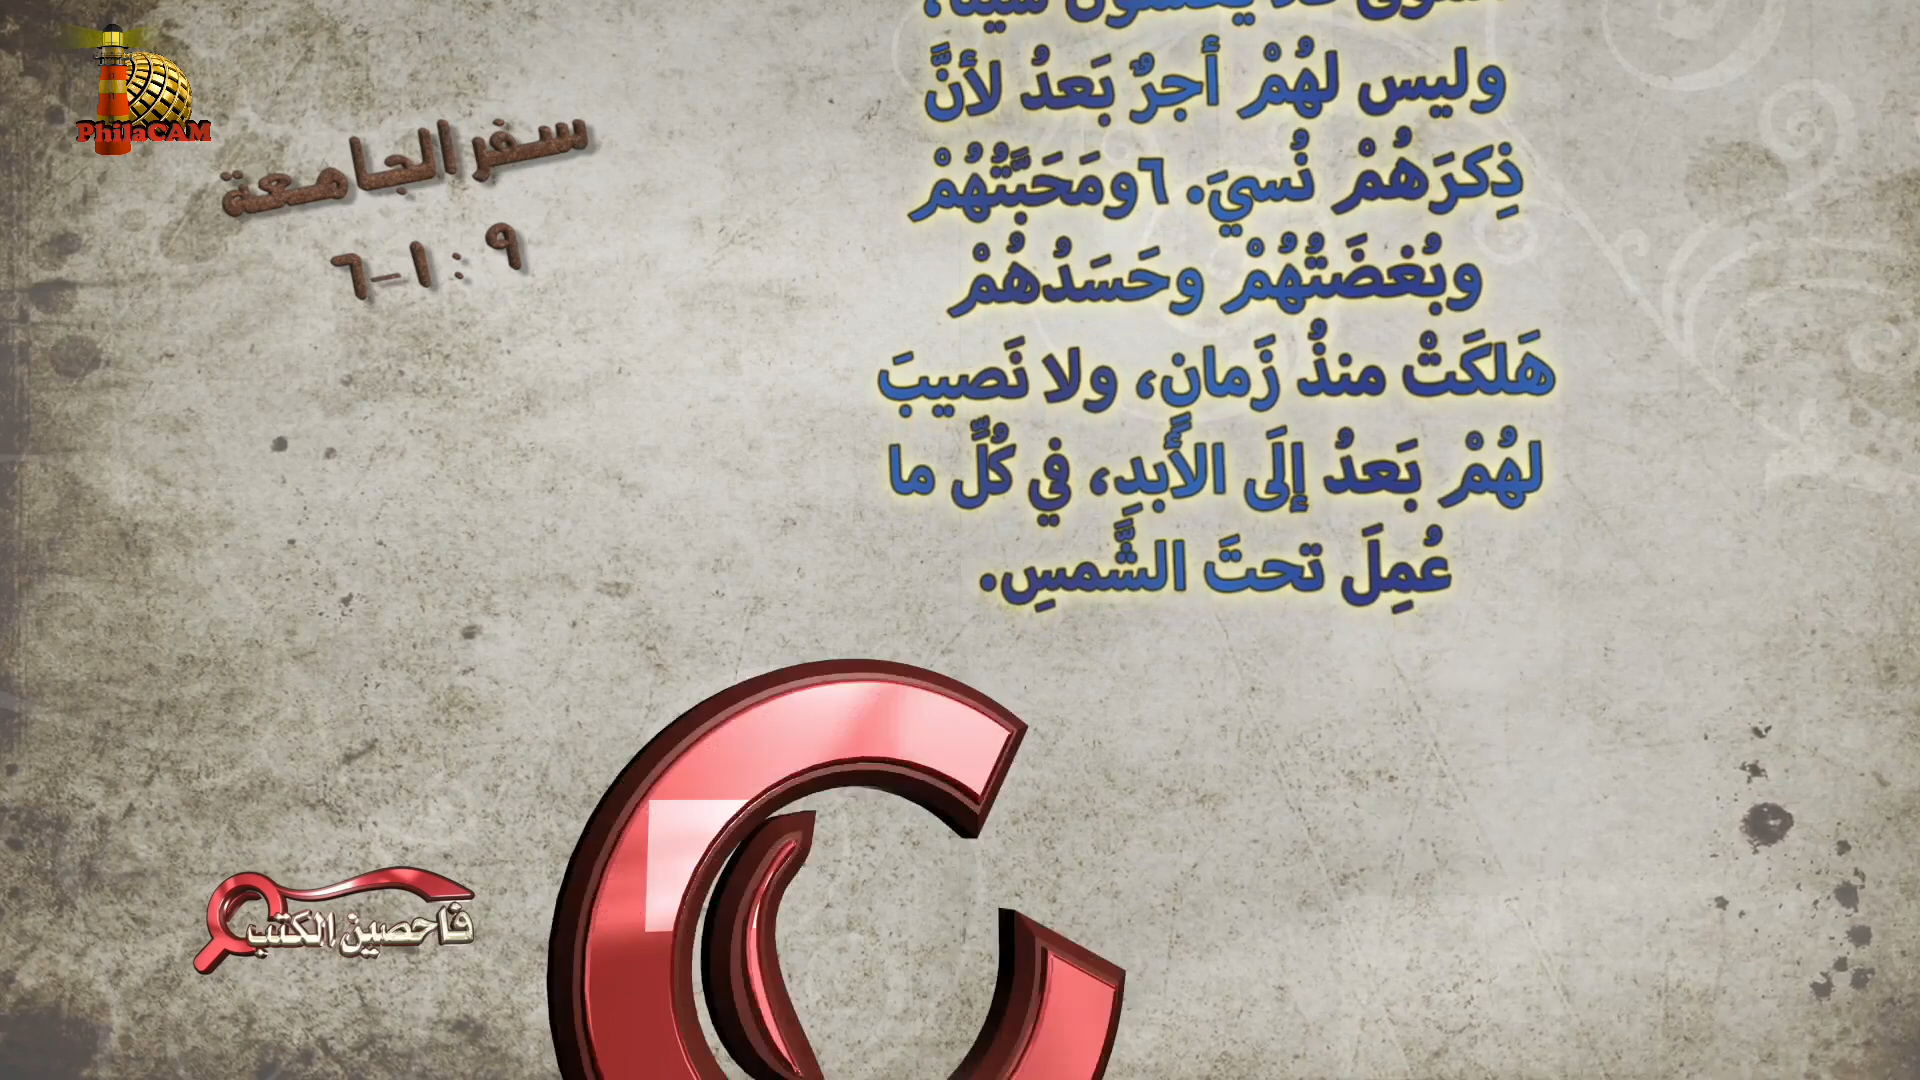 PhilaCAM
سفر الجامعة
٩ : ١-٦
وليس لهُمْ أجرٌ بَعدُ لأنَّ
ذِكرَهُمْ نُسيَ. ٦ومَحَبَّتُهُمْ
وبُغضَتُهُمْ وحَسَدُهُمْ
هَلكَتْ منذُ زَمانٍ، ولا نَصيبَ
لهُمْ بَعدُ إلَى الأبدِ، في كُلِّ ما
عُمِلَ تحتَ الشَّمسِ.
فاحصين الكتب